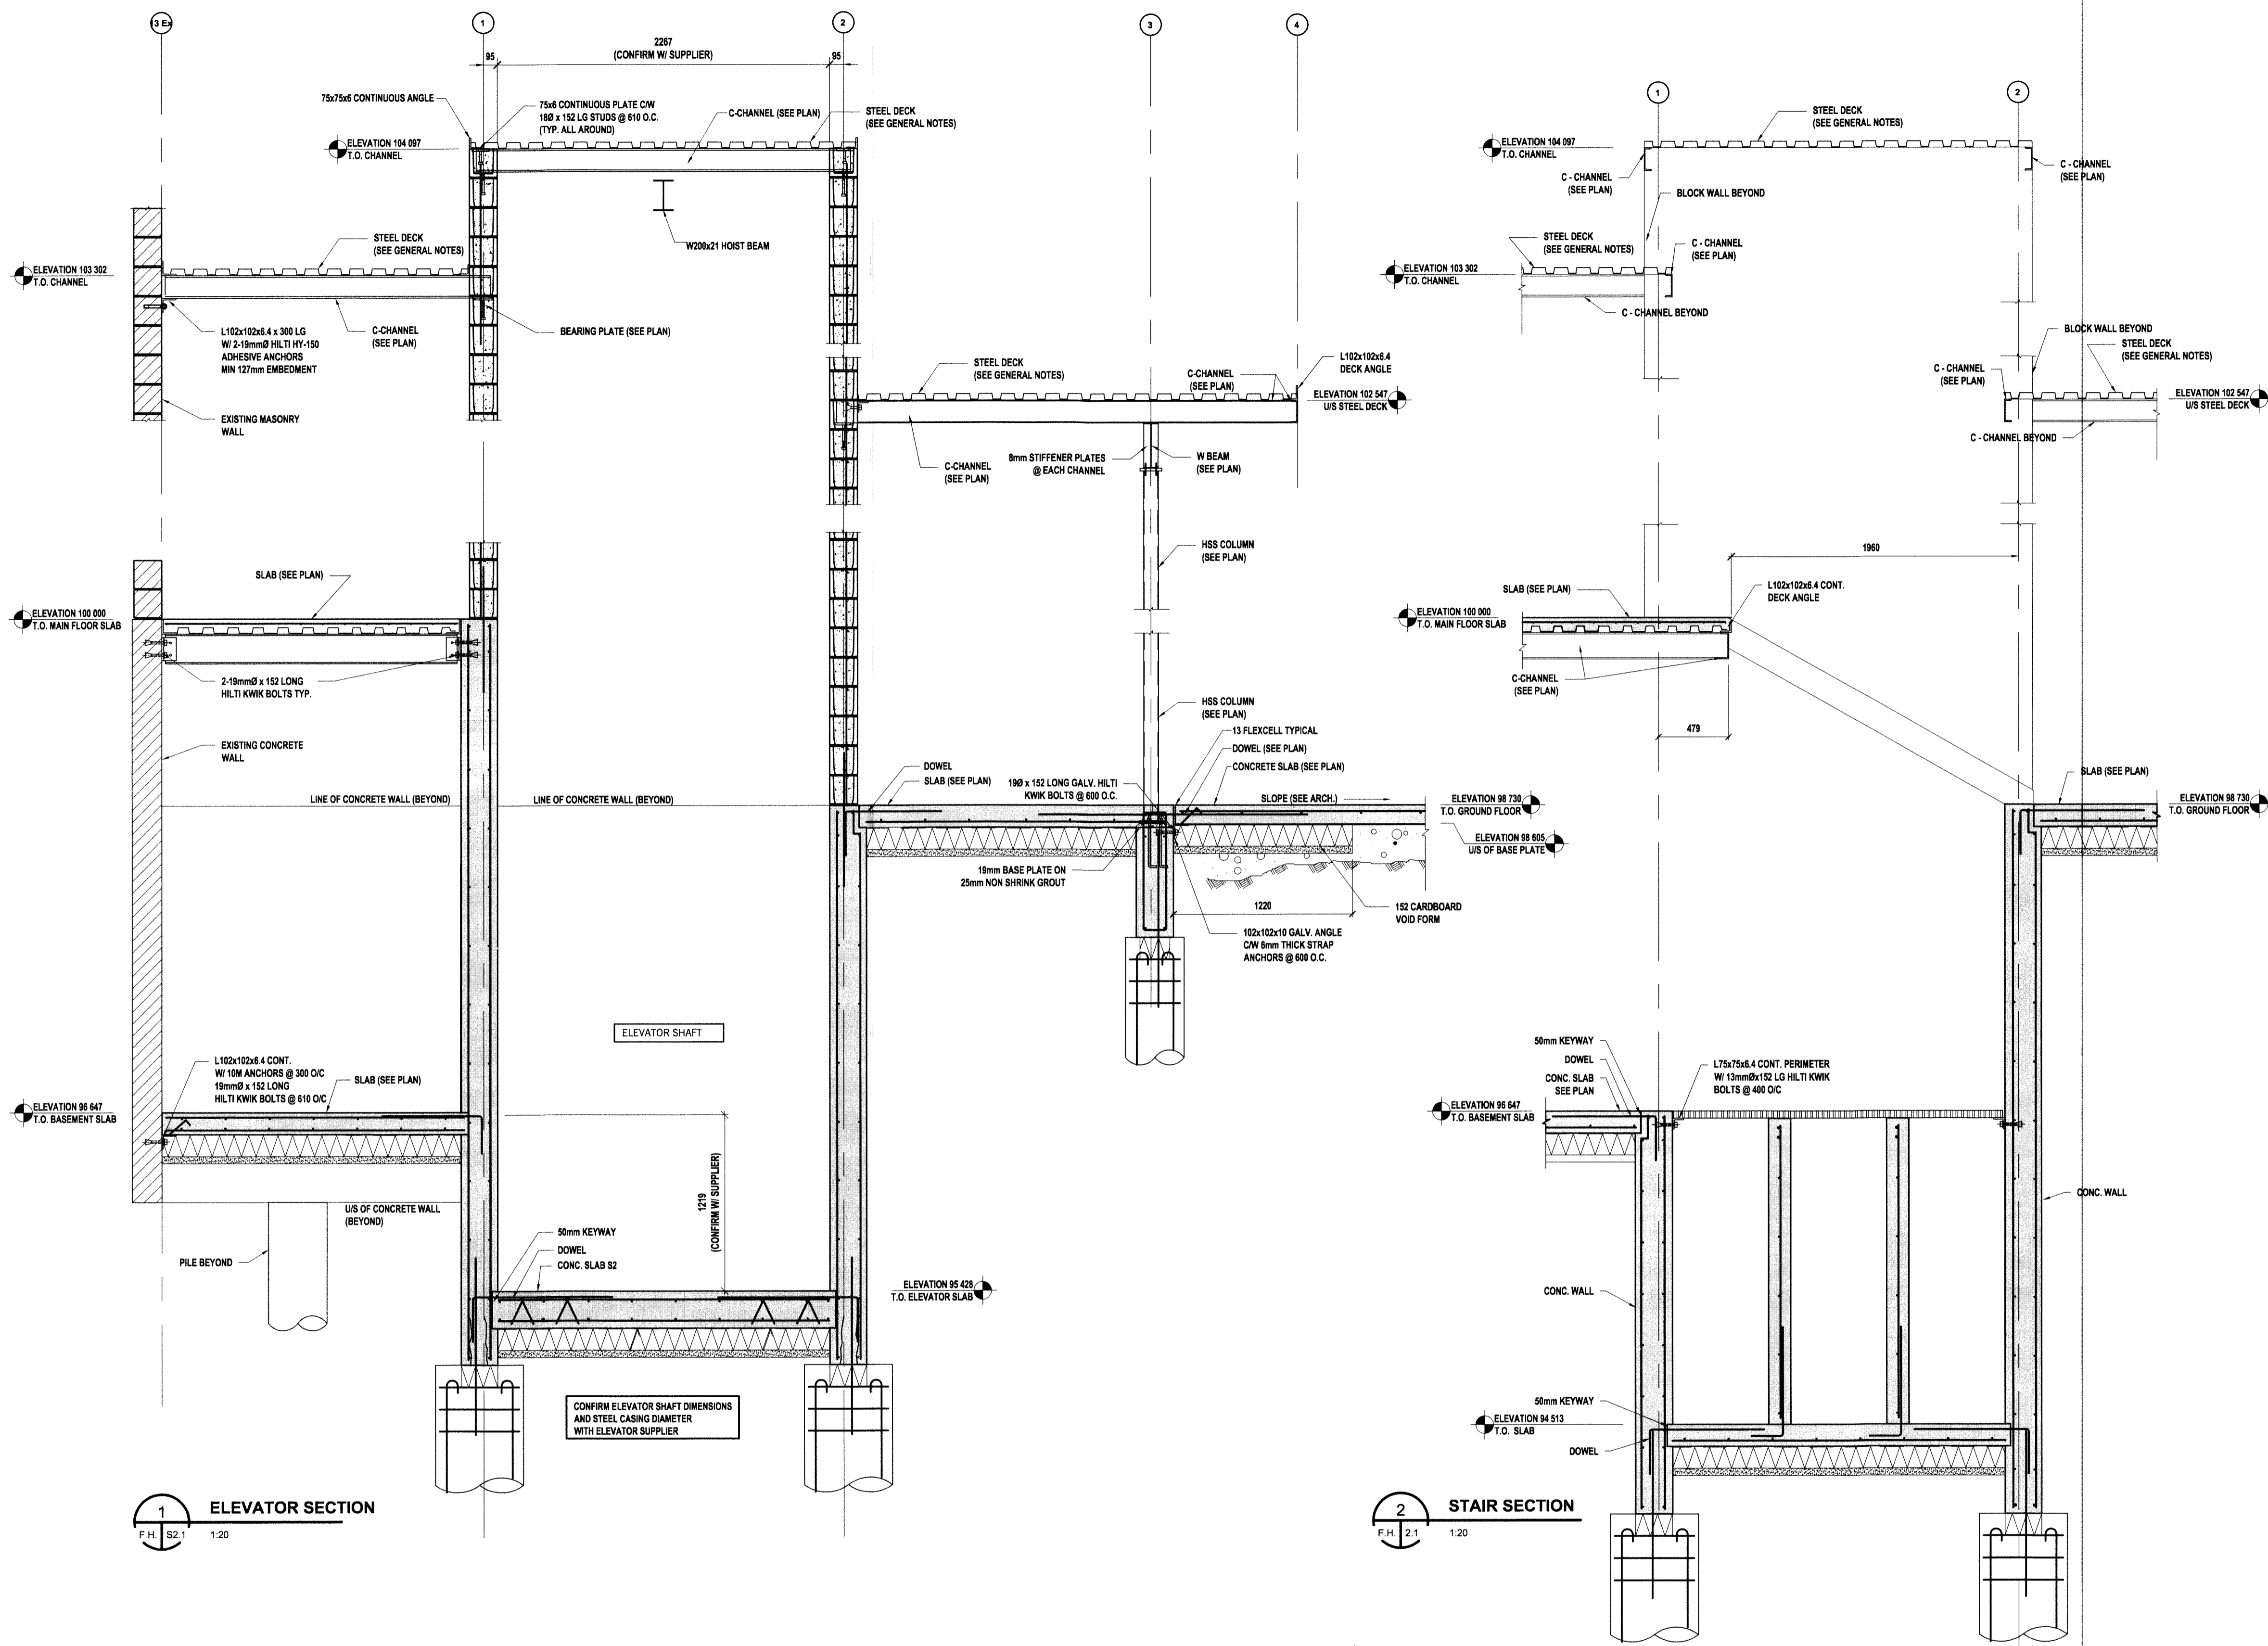 13 Ex
1
2
3
4
2267
(CONFIRM W/ SUPPLIER)
95
95
75x75x6 CONTINUOUS ANGLE
75x6 CONTINUOUS PLATE C/W
18Ø x 152 LG STUDS @ 610 O.C.
(TYP. ALL AROUND)
C-CHANNEL (SEE PLAN)
STEEL DECK
(SEE GENERAL NOTES)
ELEVATION 104 097
T.O. CHANNEL
W200x21 HOIST BEAM
STEEL DECK
(SEE GENERAL NOTES)
ELEVATION 103 302
T.O. CHANNEL
L102x102x6.4 x 300 LG
W/ 2-19mmØ HILTI HY-150
ADHESIVE ANCHORS
MIN 127mm EMBEDMENT
C-CHANNEL
(SEE PLAN)
BEARING PLATE (SEE PLAN)
EXISTING MASONRY
WALL
STEEL DECK
(SEE GENERAL NOTES)
C-CHANNEL
(SEE PLAN)
L102x102x6.4
DECK ANGLE
ELEVATION 102 547
U/S STEEL DECK
C-CHANNEL
(SEE PLAN)
8mm STIFFENER PLATES
@ EACH CHANNEL
W BEAM
(SEE PLAN)
HSS COLUMN
(SEE PLAN)
SLAB (SEE PLAN)
ELEVATION 100 000
T.O. MAIN FLOOR SLAB
2-19mmØ x 152 LONG
HILTI KWIK BOLTS TYP.
HSS COLUMN
(SEE PLAN)
EXISTING CONCRETE
WALL
13 FLEXCELL TYPICAL
DOWEL (SEE PLAN)
CONCRETE SLAB (SEE PLAN)
DOWEL
SLAB (SEE PLAN)
19Ø x 152 LONG GALV. HILTI
KWIK BOLTS @ 600 O.C.
LINE OF CONCRETE WALL (BEYOND)
LINE OF CONCRETE WALL (BEYOND)
SLOPE (SEE ARCH.)
ELEVATION 98 730
T.O. GROUND FLOOR
ELEVATION 98 605
U/S OF BASE PLATE
19mm BASE PLATE ON
25mm NON SHRINK GROUT
1220
152 CARDBOARD
VOID FORM
102x102x10 GALV. ANGLE
C/W 6mm THICK STRAP
ANCHORS @ 600 O.C.
ELEVATOR SHAFT
L102x102x6.4 CONT.
W/ 10M ANCHORS @ 300 O/C
19mmØ x 152 LONG
HILTI KWIK BOLTS @ 610 O/C
SLAB (SEE PLAN)
ELEVATION 96 647
T.O. BASEMENT SLAB
1219
(CONFIRM W/ SUPPLIER)
U/S OF CONCRETE WALL
(BEYOND)
PILE BEYOND
50mm KEYWAY
DOWEL
CONC. SLAB S2
ELEVATION 95 428
T.O. ELEVATOR SLAB
CONFIRM ELEVATOR SHAFT DIMENSIONS
AND STEEL CASING DIAMETER
WITH ELEVATOR SUPPLIER
1
ELEVATOR SECTION
F.H.
S2.1
1:20
1
2
STEEL DECK
(SEE GENERAL NOTES)
ELEVATION 104 097
T.O. CHANNEL
C - CHANNEL
(SEE PLAN)
C - CHANNEL
(SEE PLAN)
BLOCK WALL BEYOND
STEEL DECK
(SEE GENERAL NOTES)
C - CHANNEL
(SEE PLAN)
ELEVATION 103 302
T.O. CHANNEL
C - CHANNEL BEYOND
BLOCK WALL BEYOND
STEEL DECK
(SEE GENERAL NOTES)
C - CHANNEL
(SEE PLAN)
ELEVATION 102 547
U/S STEEL DECK
C - CHANNEL BEYOND
1960
SLAB (SEE PLAN)
L102x102x6.4 CONT.
DECK ANGLE
ELEVATION 100 000
T.O. MAIN FLOOR SLAB
C-CHANNEL
(SEE PLAN)
479
SLAB (SEE PLAN)
ELEVATION 98 730
T.O. GROUND FLOOR
50mm KEYWAY
DOWEL
CONC. SLAB
SEE PLAN
L75x75x6.4 CONT. PERIMETER
W/ 13mmØx152 LG HILTI KWIK
BOLTS @ 400 O/C
ELEVATION 96 647
T.O. BASEMENT SLAB
CONC. WALL
CONC. WALL
50mm KEYWAY
ELEVATION 94 513
T.O. SLAB
DOWEL
2
STAIR SECTION
F.H.
2.1
1:20